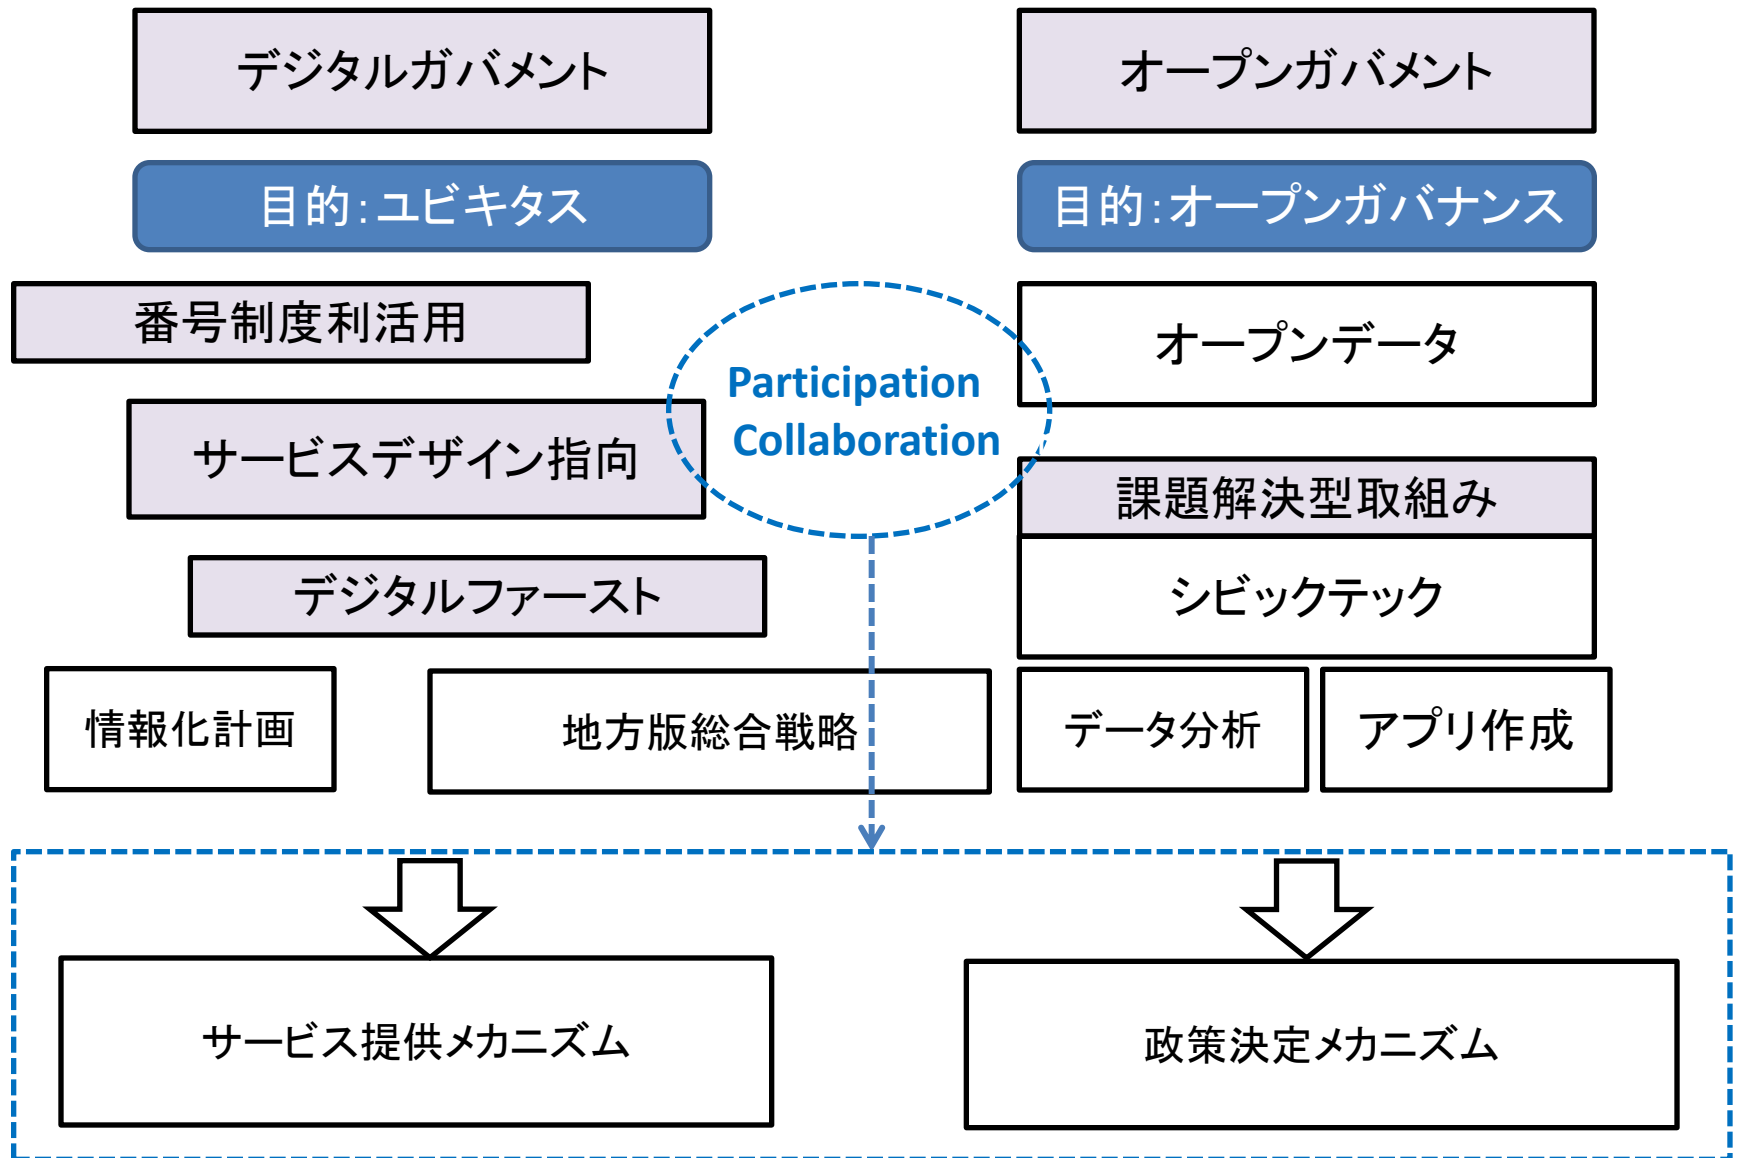 デジタルガバメント
オープンガバメント
目的:ユビキタス
目的:オープンガバナンス
番号制度利活用
オープンデータ
Participation
Collaboration
サービスデザイン指向
課題解決型取組み
デジタルファースト
シビックテック
情報化計画
地方版総合戦略
データ分析
アプリ作成
サービス提供メカニズム
政策決定メカニズム